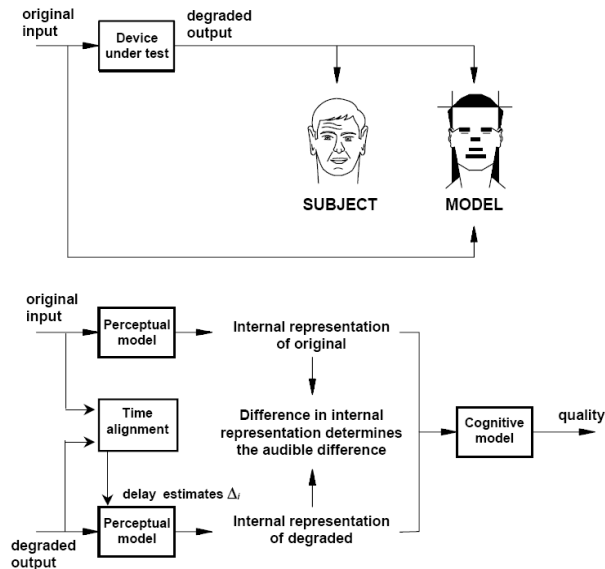 original
input
Device
under test
degraded
output
SUBJECT
MODEL
original
input
Perceptual
model
Internal representation
of original
Time
alignment
Difference in internal
representation determines
the audible difference
Cognitive
model
quality
delay estimates Δi
degraded
output
Perceptual
model
Internal representation
of degraded